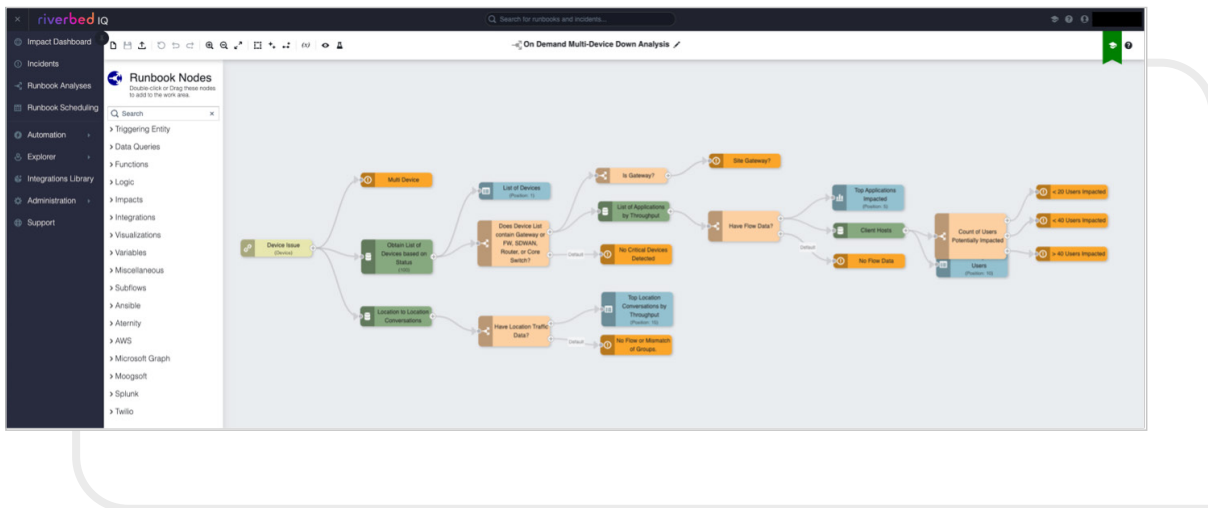 riverbed IQ
Search for runbooks and incidents...
Impact Dashboard
Incidents
Runbook Analyses
Runbook Scheduling
Automation
Explorer
Integrations Library
Administration
Support
On Demand Multi-Device Down Analysis
Runbook Nodes
Double-click or Drag these nodes
to add to the work area.
Search
Triggering Entity
Data Queries
Functions
Logic
Impacts
Integrations
Visualizations
Variables
Miscellaneous
Subflows
Ansible
Aternity
AWS
Microsoft Graph
Moogsoft
Splunk
Twilio
Device Issue
(Device)
Multi Device
Obtain List of
Devices based on
Status
Location to Location
Conversations
List of Devices
(Position: 1)
Does Device List
contain Gateway or
FW, SDWAN,
Router, or Core
Switch?
Default
Have Location Traffic
Data?
Default
Is Gateway?
List of Applications
by Throughput
No Critical Devices
Detected
Top Location
Conversations by
Throughput
(Position: 10)
No Flow or Mismatch
of Groups.
Site Gateway?
Have Flow Data?
Default
Top Applications
Impacted
(Position: 5)
Client Hosts
No Flow Data
Count of Users
Potentially Impacted
Users
(Position: 10)
< 20 Users Impacted
< 40 Users Impacted
> 40 Users Impacted